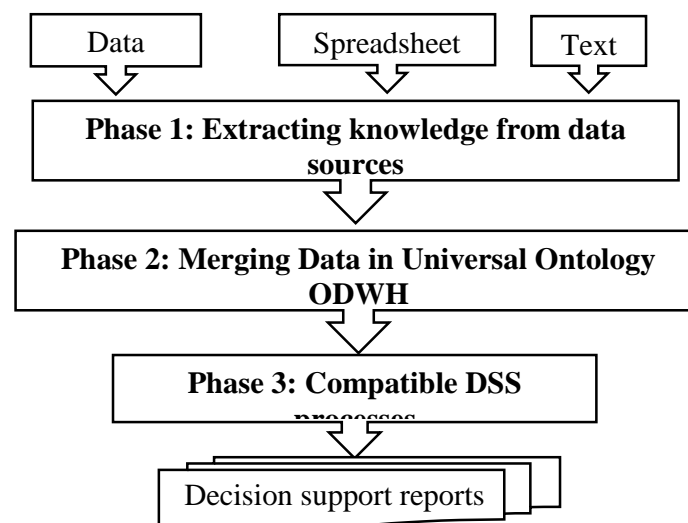 Data
Spreadsheet
Text
Phase 1: Extracting knowledge from data
sources
Phase 2: Merging Data in Universal Ontology
ODWH
Phase 3: Compatible DSS
processes
Decision support reports